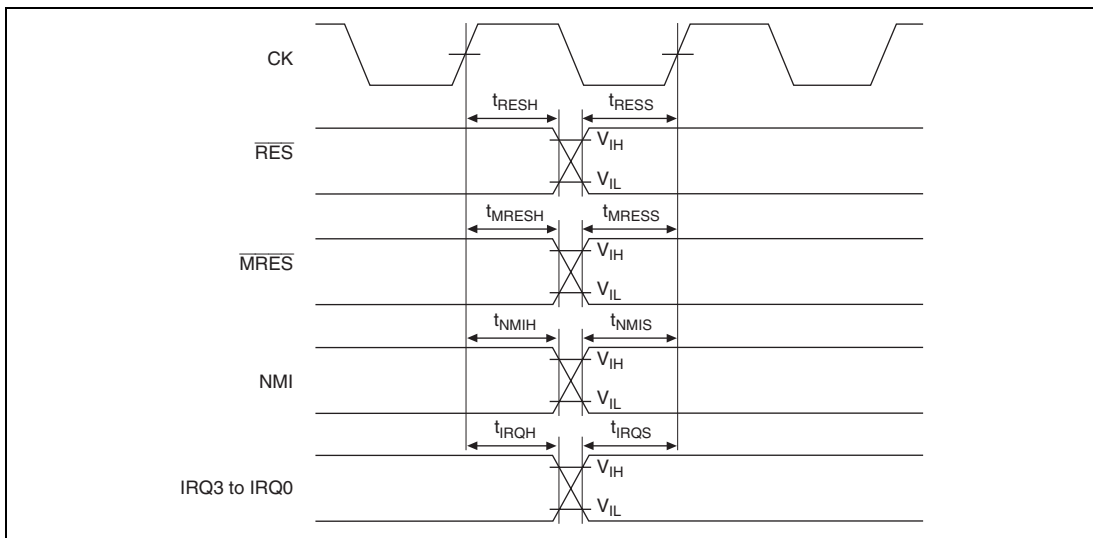 CK
tRESH tRESS
RES
VIH
VIL
tMRESH tMRESS
MRES
VIH
VIL
tNMIH tNMIS
NMI
VIH
VIL
tIRQH tIRQS
IRQ3 to IRQ0
VIH
VIL